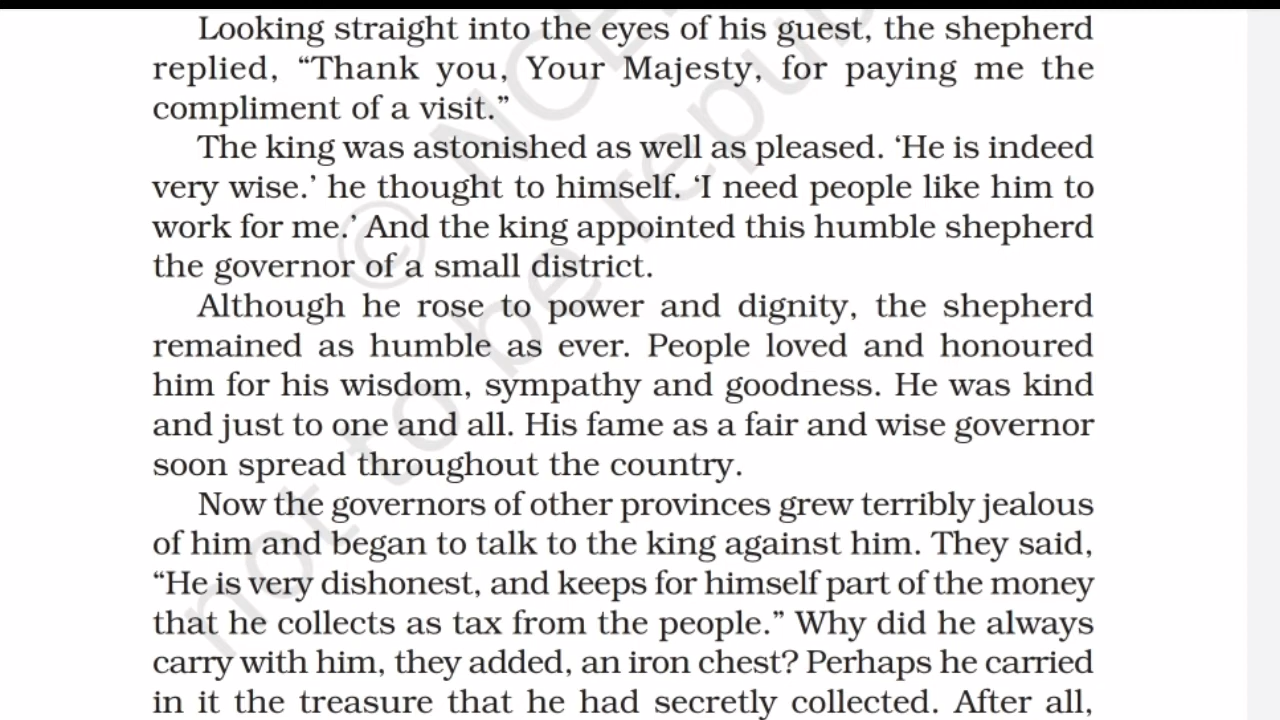 Looking straight into the eyes of his guest, the shepherd
replied, “Thank you, Your Majesty, for paying me the
compliment of a visit.”
The king was astonished as well as pleased. ‘He is indeed
very wise.’ he thought to himself. ‘I need people like him to
work for me.’ And the king appointed this humble shepherd
the governor of a small district.
Although he rose to power and dignity, the shepherd
remained as humble as ever. People loved and honoured
him for his wisdom, sympathy and goodness. He was kind
and just to one and all. His fame as a fair and wise governor
soon spread throughout the country.
Now the governors of other provinces grew terribly jealous
of him and began to talk to the king against him. They said,
“He is very dishonest, and keeps for himself part of the money
that he collects as tax from the people.” Why did he always
carry with him, they added, an iron chest? Perhaps he carried
in it the treasure that he had secretly collected. After all,
© NCE
not to be repu